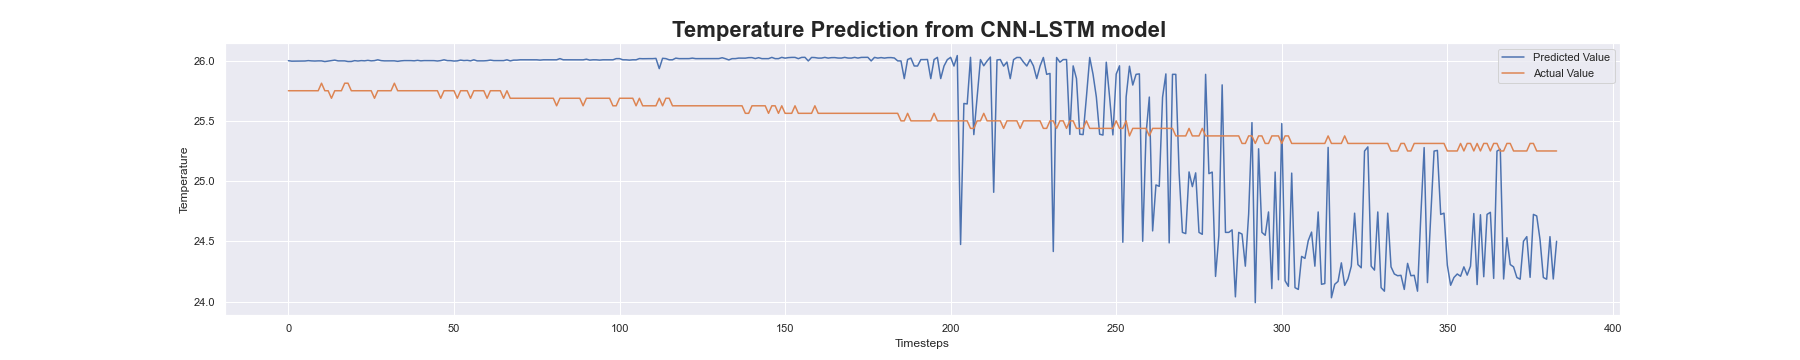 Temperature Prediction from CNN-LSTM model
Predicted Value
Actual Value
26.0
25.5
25.0
24.5
24.0
Temperature
0 50 100 150 200 250 300 350 400
Timesteps